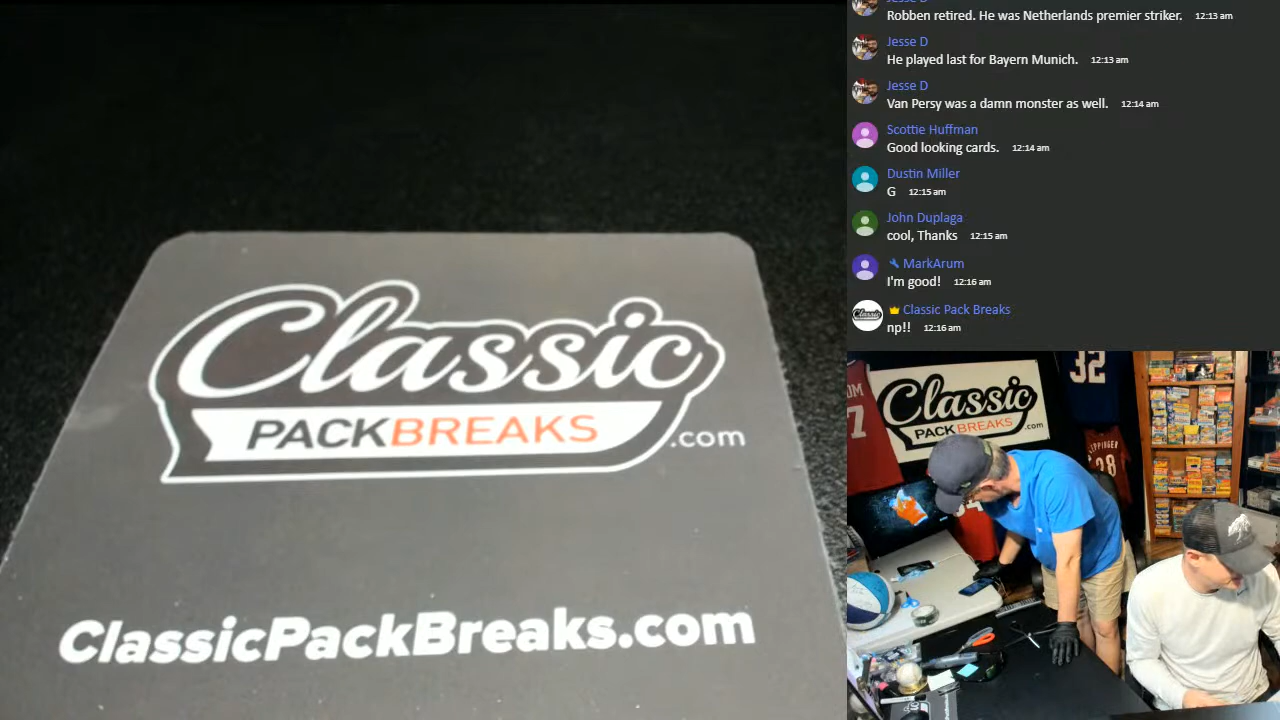 Classic
PACKBREAKS
.com
ClassicPackBreaks.com
Robben retired. He was Netherlands premier striker. 12:13 am
Jesse D
He played last for Bayern Munich. 12:13 am
Jesse D
Van Persy was a damn monster as well. 12:14 am
Scottie Huffman
Good looking cards. 12:14 am
Dustin Miller
G 12:15 am
John Duplaga
cool, Thanks 12:15 am
MarkArum
I'm good! 12:16 am
Classic Pack Breaks
np!! 12:16 am
Classic
PACKBREAKS
.com
32
7
28